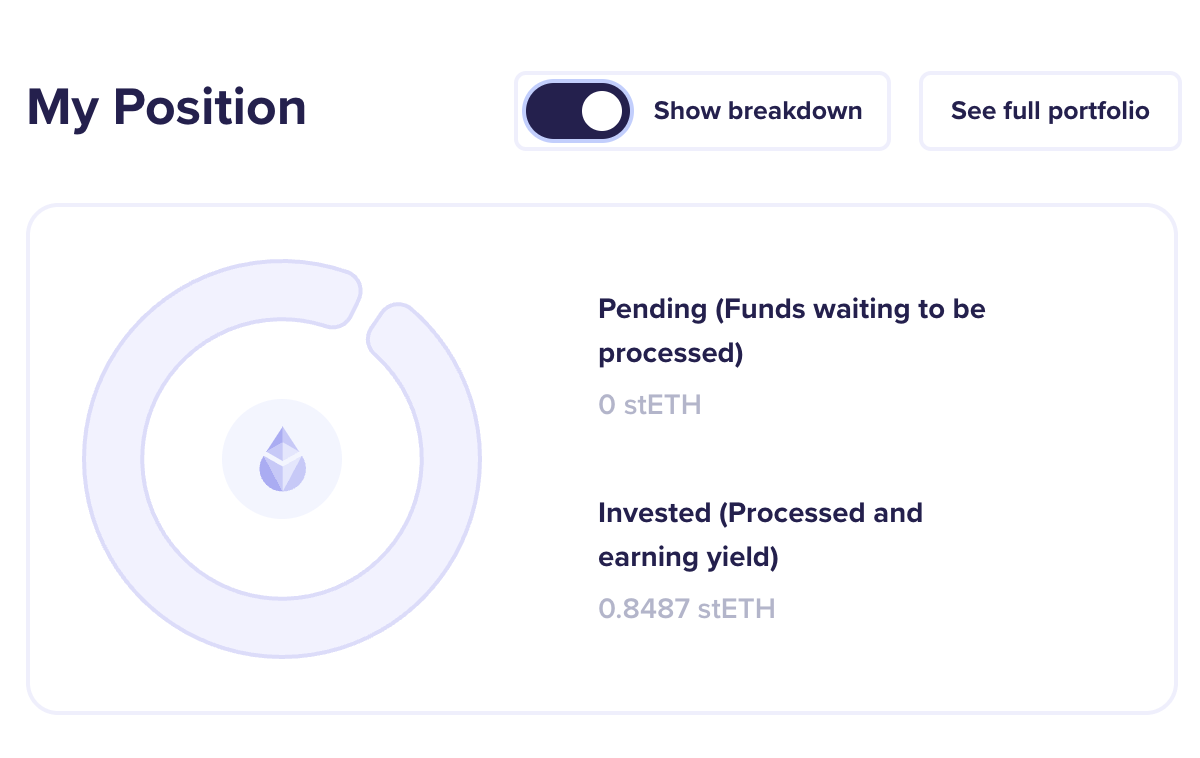 My Position
Show breakdown
See full portfolio
Pending (Funds waiting to be
processed)
0 stETH
Invested (Processed and
earning yield)
0.8487 stETH